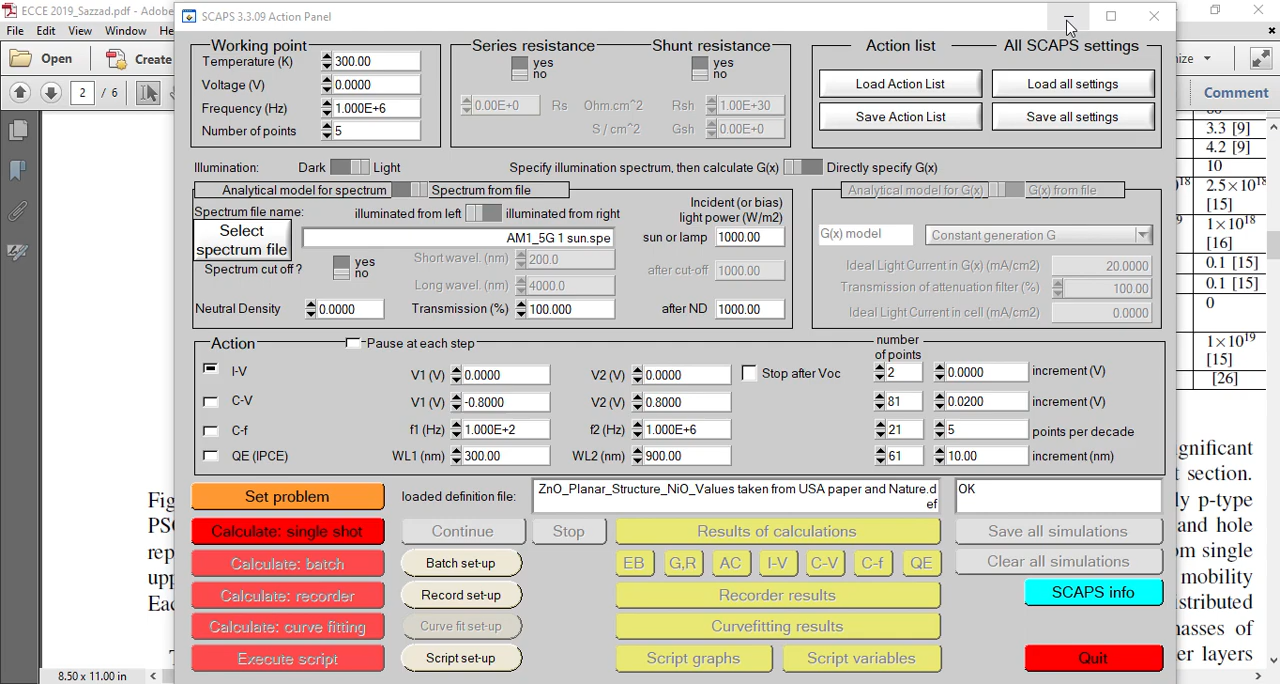 ECCE 2019_Sazzad.pdf - Adobe
SCAPS 3.3.09 Action Panel
File Edit View Window He
Open Create
2 / 6
Comment
Working point
Temperature (K) 300.00
Voltage (V) 0.0000
Frequency (Hz) 1.000E+6
Number of points 5
Series resistance Shunt resistance
yes yes
no no
0.00E+0 Rs Ohm.cm^2 Rsh 1.00E+30
S / cm^2 Gsh 0.00E+0
Action list All SCAPS settings
Load Action List Load all settings
Save Action List Save all settings
Illumination: Dark Light Specify illumination spectrum, then calculate G(x) Directly specify G(x)
Analytical model for spectrum Spectrum from file
Spectrum file name: illuminated from left illuminated from right
Incident (or bias)
light power (W/m2)
Select
spectrum file
AM1_5G 1 sun.spe sun or lamp 1000.00
Spectrum cut off ? yes
no
Short wavel. (nm) 200.0 after cut-off 1000.00
Long wavel. (nm) 4000.0
Neutral Density 0.0000 Transmission (%) 100.000 after ND 1000.00
Analytical model for G(x) G(x) from file
G(x) model Constant generation G
Ideal Light Current in G(x) (mA/cm2) 20.0000
Transmission of attenuation filter (%) 100.00
Ideal Light Current in cell (mA/cm2) 0.0000
Action Pause at each step number
of points
I-V V1 (V) 0.0000 V2 (V) 0.0000 Stop after Voc 2 0.0000 increment (V)
C-V V1 (V) -0.8000 V2 (V) 0.8000 81 0.0200 increment (V)
C-f f1 (Hz) 1.000E+2 f2 (Hz) 1.000E+6 21 5 points per decade
QE (IPCE) WL1 (nm) 300.00 WL2 (nm) 900.00 61 10.00 increment (nm)
Set problem loaded definition file: ZnO_Planar_Structure_NiO_Values taken from USA paper and Nature.d
ef
OK
Calculate: single shot Continue Stop Results of calculations Save all simulations
Calculate: batch Batch set-up EB G,R AC I-V C-V C-f QE Clear all simulations
Calculate: recorder Record set-up Recorder results SCAPS info
Calculate: curve fitting Curve fit set-up Curvefitting results
Execute script Script set-up Script graphs Script variables Quit
3.3 [9]
4.2 [9]
10
2.5×10¹⁸
[15]
1×10¹⁸
[16]
0.1 [15]
0.1 [15]
0
1×10¹⁹
[15]
[26]
gnificant
t section.
ly p-type
and hole
om single
mobility
istributed
nasses of
er layers
Fig
PSC
rep
upp
Eac
8.50 x 11.00 in